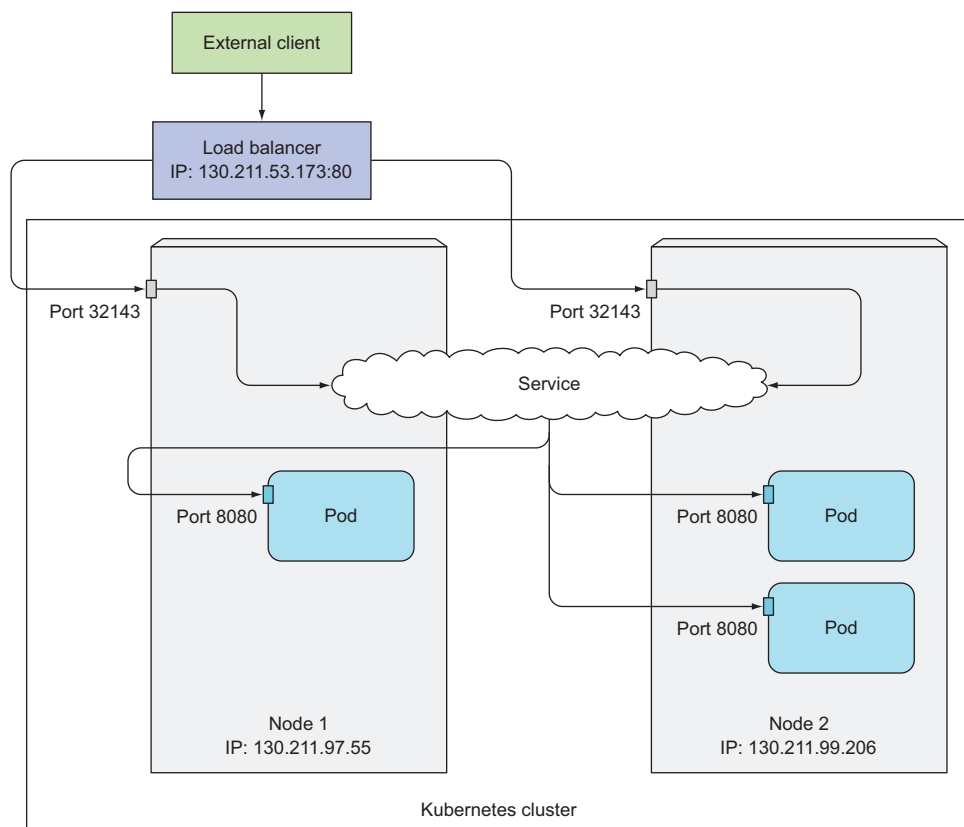 External client
Load balancer
IP: 130.211.53.173:80
Port 32143
Port 32143
Service
Port 8080
Pod
Port 8080
Pod
Port 8080
Pod
Node 1
IP: 130.211.97.55
Node 2
IP: 130.211.99.206
Kubernetes cluster